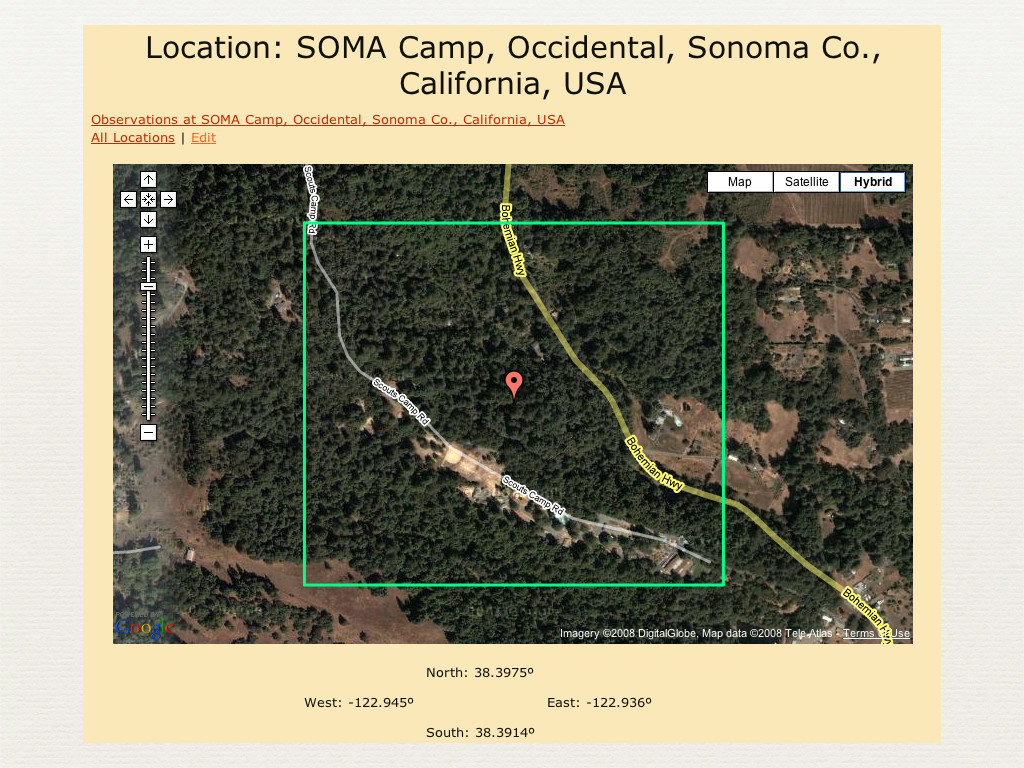 Location: SOMA Camp, Occidental, Sonoma Co.,
California, USA
Observations at SOMA Camp, Occidental, Sonoma Co., California, USA
All Locations | Edit
Map
Satellite
Hybrid
Scouts Camp Rd
Bohemian Hwy
Scouts Camp Rd
Bohemian Hwy
Scouts Camp Rd
Bohemian
Google
Imagery ©2008 DigitalGlobe, Map data ©2008 Tele Atlas - Terms of Use
North: 38.3975º
West: -122.945º
East: -122.936º
South: 38.3914º